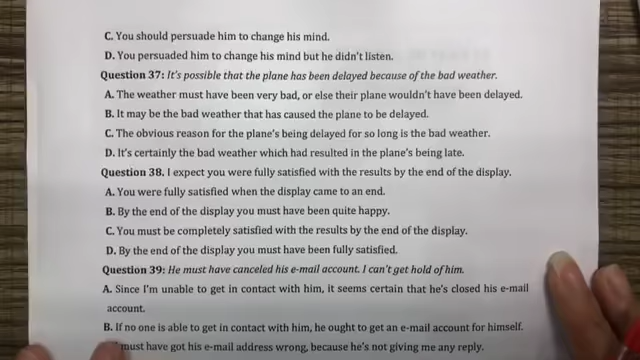 C. You should persuade him to change his mind.
D. You persuaded him to change his mind but he didn't listen.
Question 37: It's possible that the plane has been delayed because of the bad weather.
A. The weather must have been very bad, or else their plane wouldn't have been delayed.
B. It may be the bad weather that has caused the plane to be delayed.
C. The obvious reason for the plane's being delayed for so long is the bad weather.
D. It's certainly the bad weather which had resulted in the plane's being late.
Question 38. I expect you were fully satisfied with the results by the end of the display.
A. You were fully satisfied when the display came to an end.
B. By the end of the display you must have been quite happy.
C. You must be completely satisfied with the results by the end of the display.
D. By the end of the display you must have been fully satisfied.
Question 39: He must have canceled his e-mail account. I can't get hold of him.
A. Since I'm unable to get in contact with him, it seems certain that he's closed his e-mail
account.
B. If no one is able to get in contact with him, he ought to get an e-mail account for himself.
must have got his e-mail address wrong, because he's not giving me any reply.